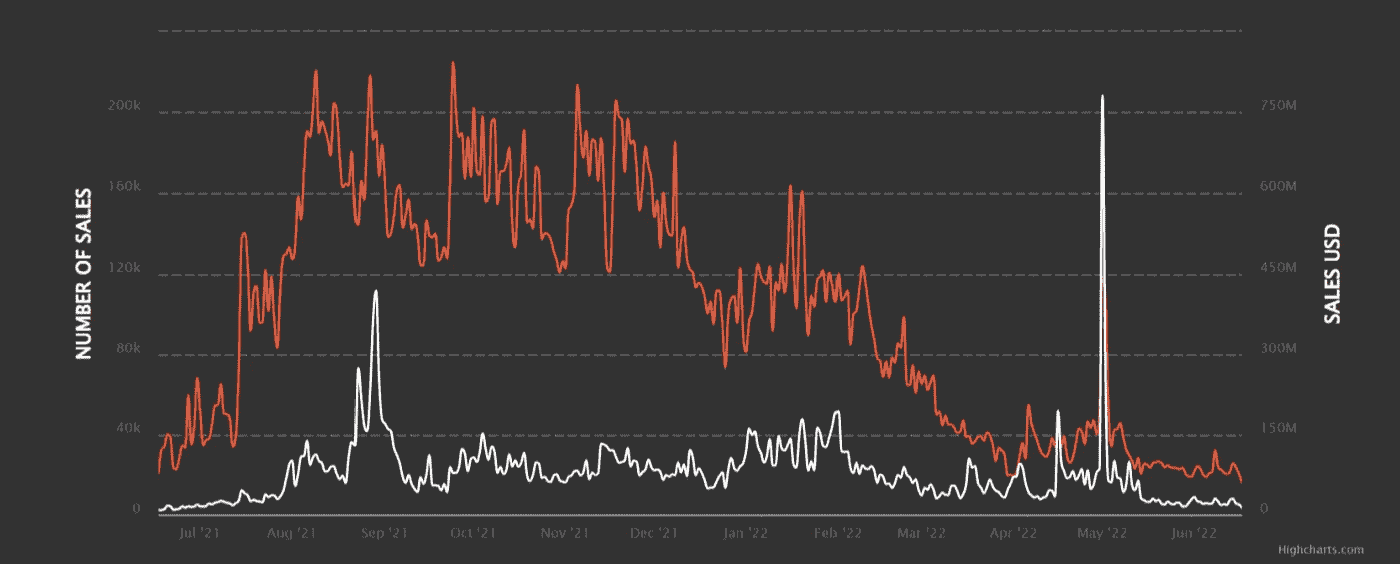 200k
160k
120k
80k
40k
0
NUMBER OF SALES
750M
600M
450M
300M
150M
0
SALES USD
Jul '21
Aug '21
Sep '21
Oct '21
Nov '21
Dec '21
Jan '22
Feb '22
Mar '22
Apr '22
May '22
Jun '22
Highcharts.com